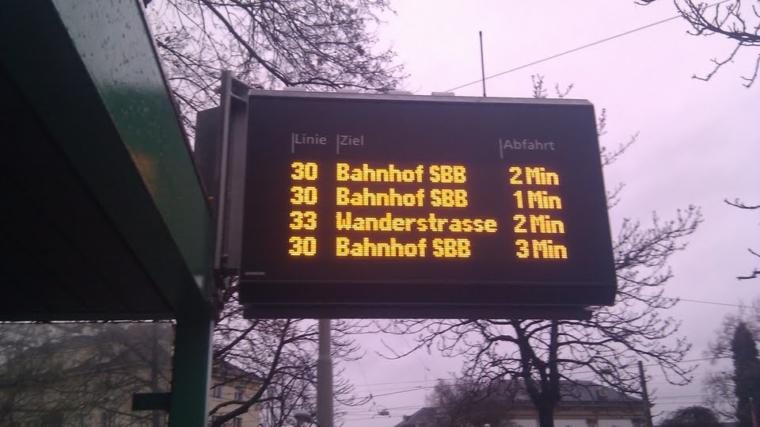 Linie Ziel Abfahrt
30 Bahnhof SBB 2 Min
30 Bahnhof SBB 1 Min
33 Wanderstrasse 2 Min
30 Bahnhof SBB 3 Min